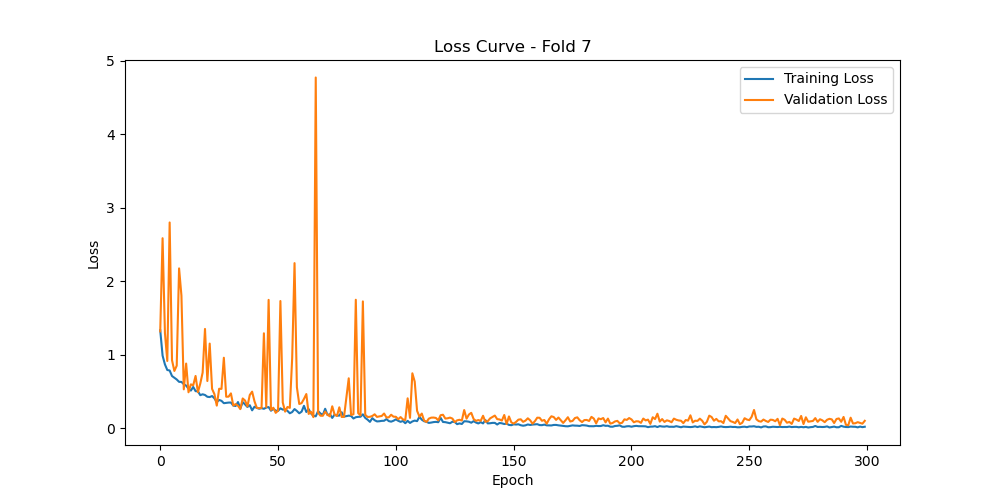 Loss Curve - Fold 7
Training Loss
Validation Loss
5
4
3
2
1
0
Loss
0 50 100 150 200 250 300
Epoch